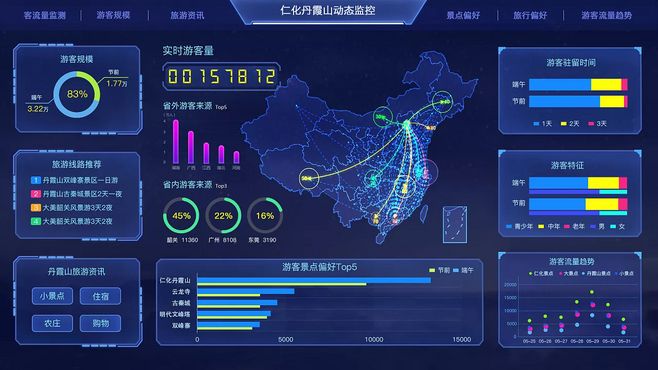 客流量监测
游客规模
旅游资讯
仁化丹霞山动态监控
景点偏好
旅行偏好
游客流量趋势
游客规模
节前
1.77万
83%
端午
3.22万
旅游线路推荐
1 丹霞山双峰寨景区一日游
2 丹霞山古秦城景区2天一夜
3 大美韶关风景游3天2夜
4 大美韶关风景游3天2夜
丹霞山旅游资讯
小景点
住宿
农庄
购物
实时游客量
00157812
省外游客来源 Top5
湖南
广西
江西
湖北
河南
省内游客来源 Top3
45%
22%
16%
韶关 11360
广州 8108
东莞 3190
游客景点偏好Top5
节前
端午
仁化丹霞山
云龙寺
古秦城
明代文峰塔
双峰寨
0
5000
10000
15000
游客驻留时间
端午
节前
1天
2天
3天
游客特征
端午
节前
青少年
中年
老年
男
女
游客流量趋势
仁化景点
大景点
丹霞山景点
小景点
20000
15000
10000
5000
0
05-25
05-26
05-27
05-28
05-29
05-30
05-31